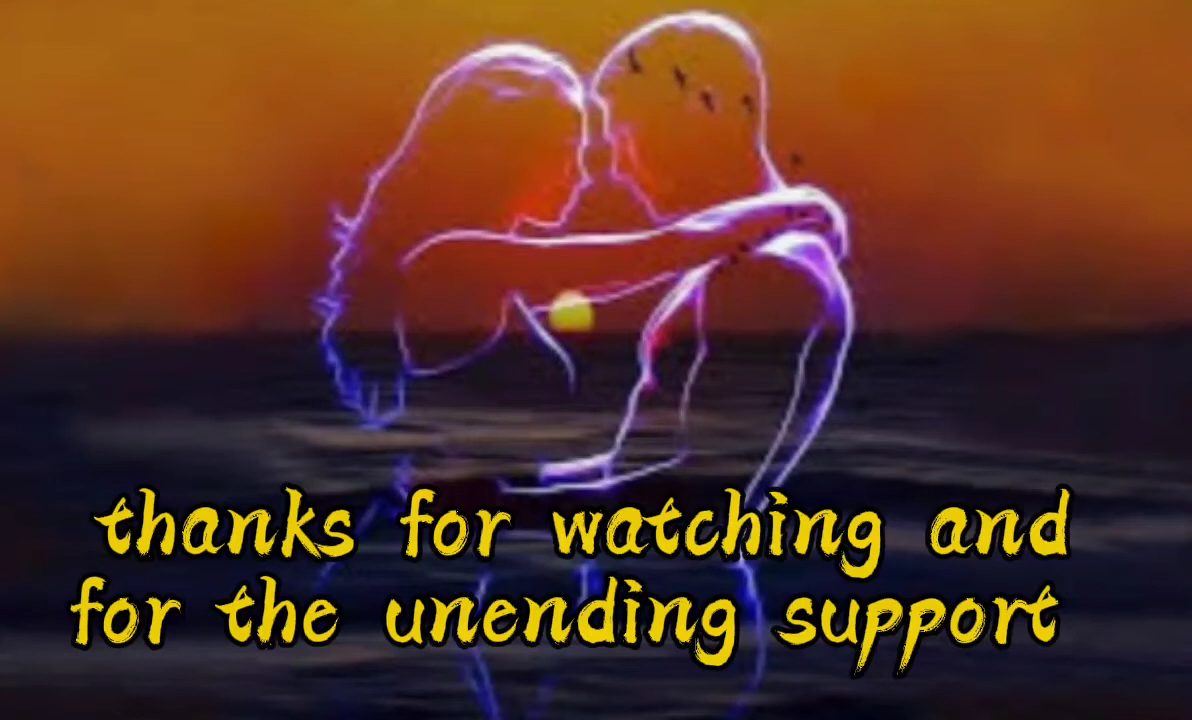 thanks for watching and
for the unending support